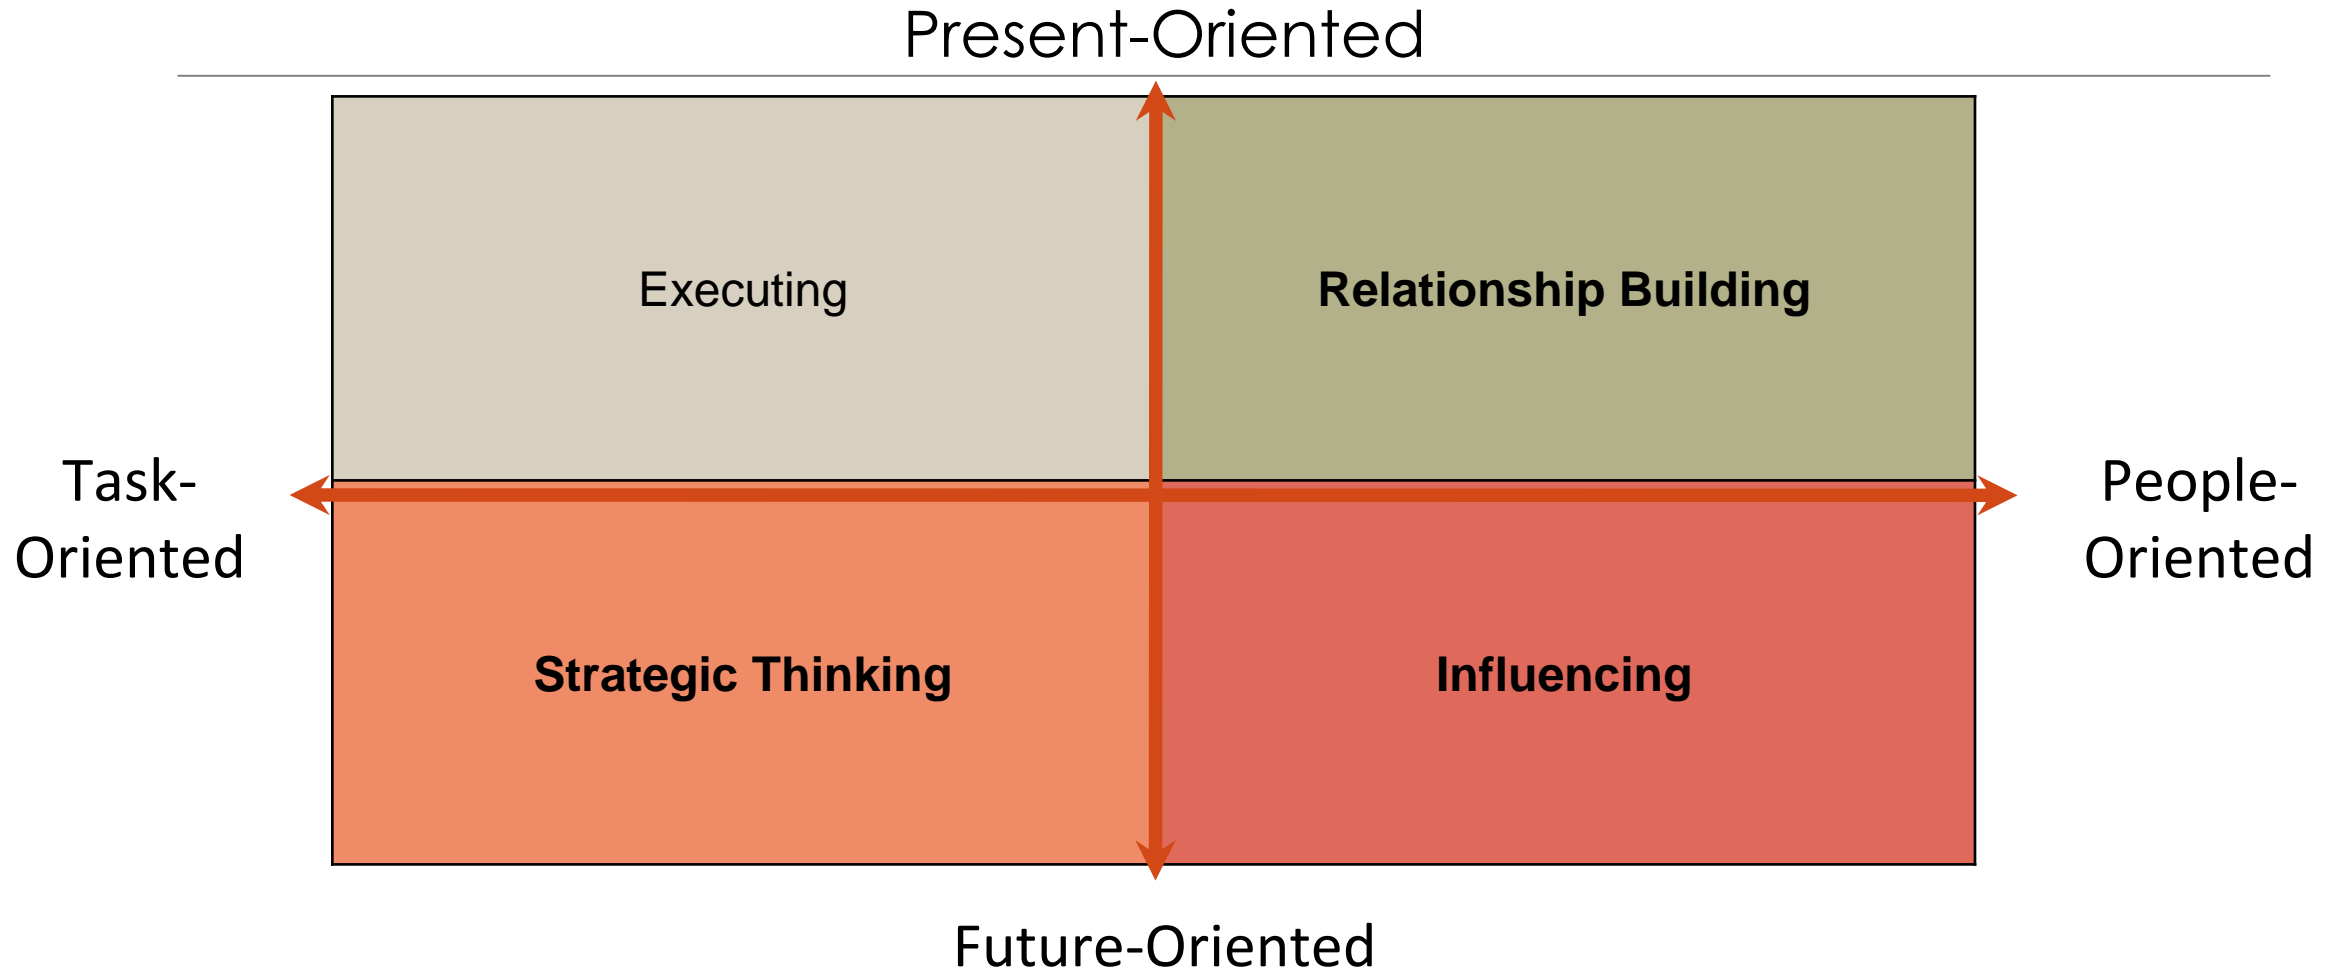 Present-Oriented
Executing
Relationship Building
Task-
Oriented
People-
Oriented
Strategic Thinking
Influencing
Future-Oriented